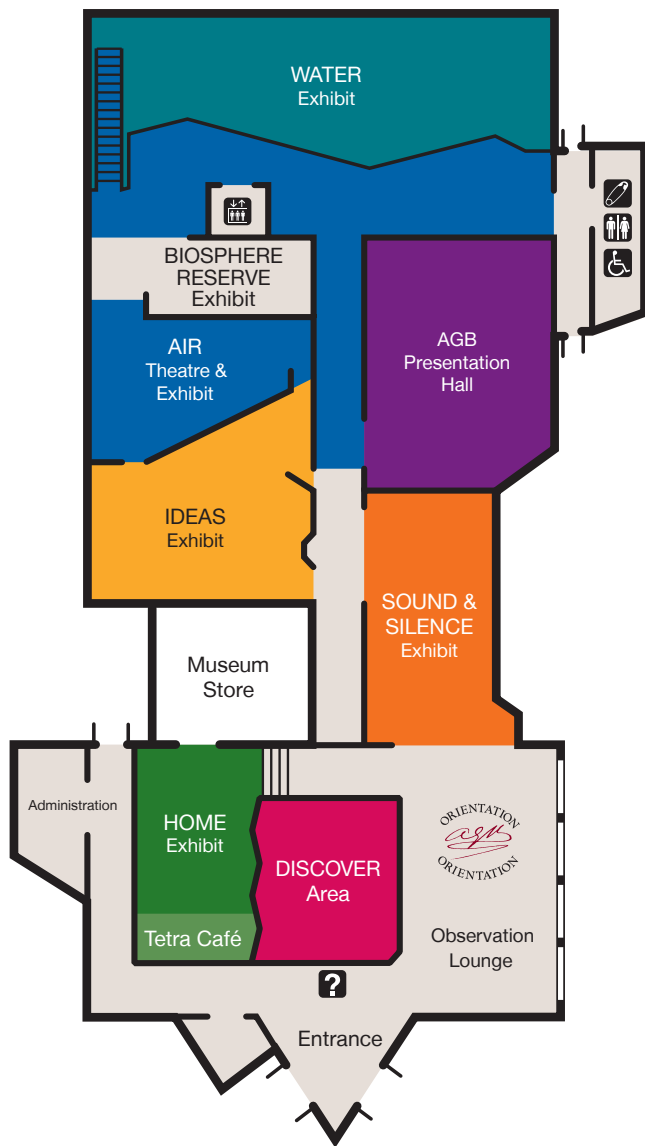 WATER
Exhibit
BIOSPHERE
RESERVE
Exhibit
AIR
Theatre &
Exhibit
AGB
Presentation
Hall
IDEAS
Exhibit
SOUND &
SILENCE
Exhibit
Museum
Store
Administration
HOME
Exhibit
DISCOVER
Area
Tetra Café
ORIENTATION
agb
ORIENTATION
Observation
Lounge
?
Entrance